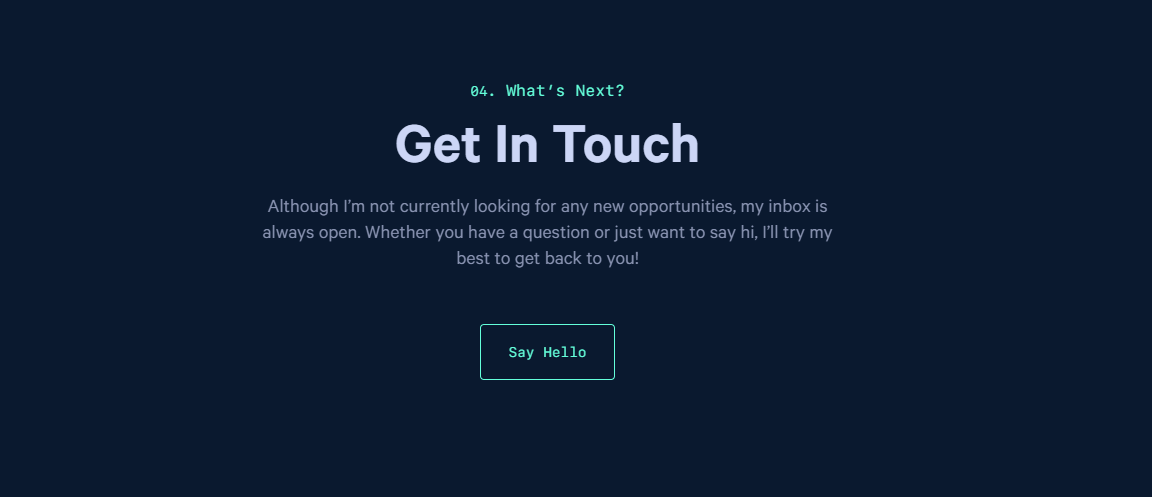 04. What's Next?
Get In Touch
Although I’m not currently looking for any new opportunities, my inbox is
always open. Whether you have a question or just want to say hi, I’ll try my
best to get back to you!
Say Hello